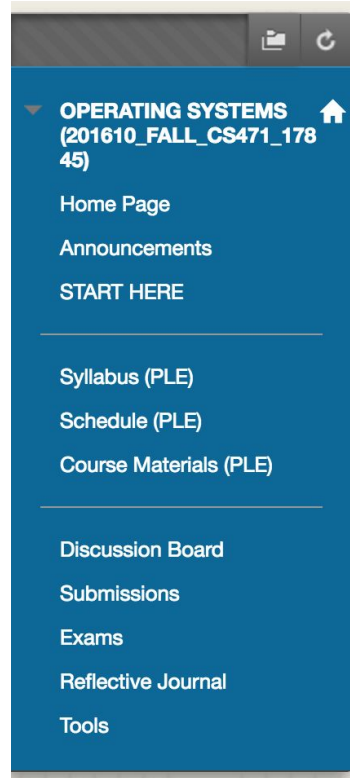 OPERATING SYSTEMS
(201610_FALL_CS471_178
45)
Home Page
Announcements
START HERE
Syllabus (PLE)
Schedule (PLE)
Course Materials (PLE)
Discussion Board
Submissions
Exams
Reflective Journal
Tools